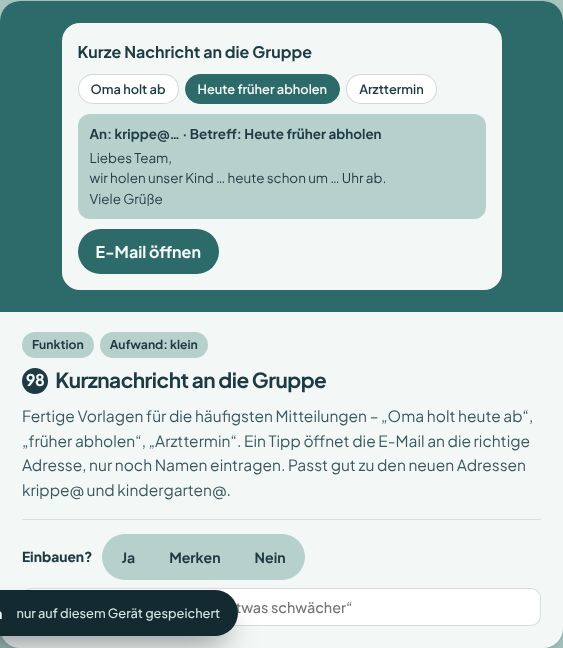 Kurze Nachricht an die Gruppe
Oma holt ab
Heute früher abholen
Arzttermin
An: krippe@… · Betreff: Heute früher abholen
Liebes Team,
wir holen unser Kind … heute schon um … Uhr ab.
Viele Grüße
E-Mail öffnen
Funktion
Aufwand: klein
98 Kurznachricht an die Gruppe
Fertige Vorlagen für die häufigsten Mitteilungen – „Oma holt heute ab“,
„früher abholen“, „Arzttermin“. Ein Tipp öffnet die E-Mail an die richtige
Adresse, nur noch Namen eintragen. Passt gut zu den neuen Adressen
krippe@ und kindergarten@.
Einbauen?
Ja
Merken
Nein
schwächer“
nur auf diesem Gerät gespeichert